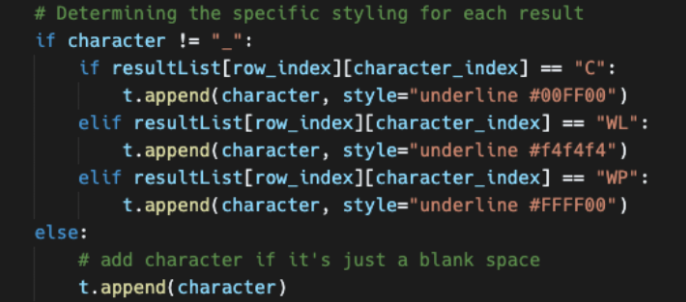 # Determining the specific styling for each result
if character != "_":
    if resultList[row_index][character_index] == "C":
        t.append(character, style="underline #00FF00")
    elif resultList[row_index][character_index] == "WL":
        t.append(character, style="underline #f4f4f4")
    elif resultList[row_index][character_index] == "WP":
        t.append(character, style="underline #FFFF00")
else:
    # add character if it's just a blank space
    t.append(character)